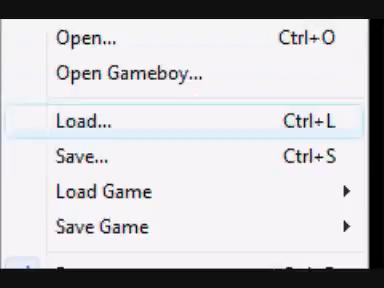 Open... Ctrl+O
Open Gameboy...
Load... Ctrl+L
Save... Ctrl+S
Load Game
Save Game